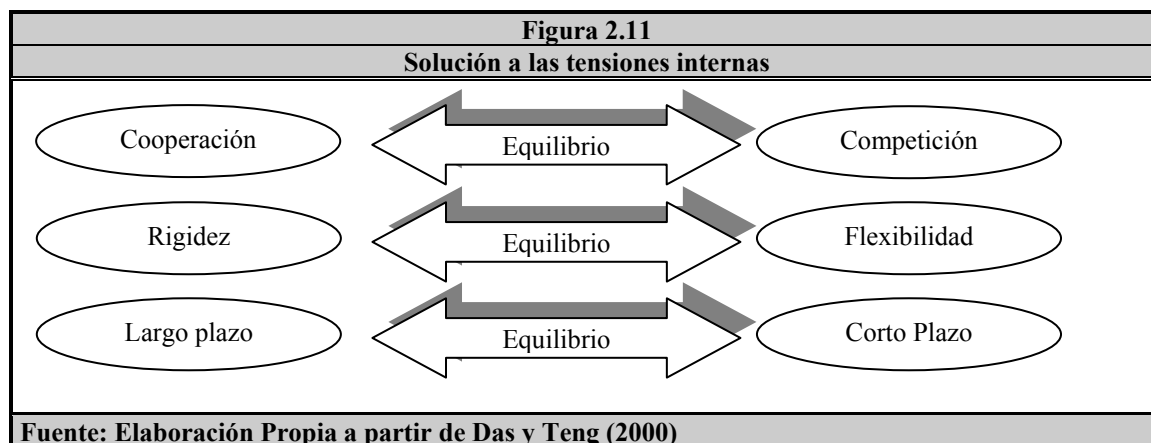 Figura 2.11
Solución a las tensiones internas
Cooperación Equilibrio Competición
Rigidez Equilibrio Flexibilidad
Largo plazo Equilibrio Corto Plazo
Fuente: Elaboración Propia a partir de Das y Teng (2000)